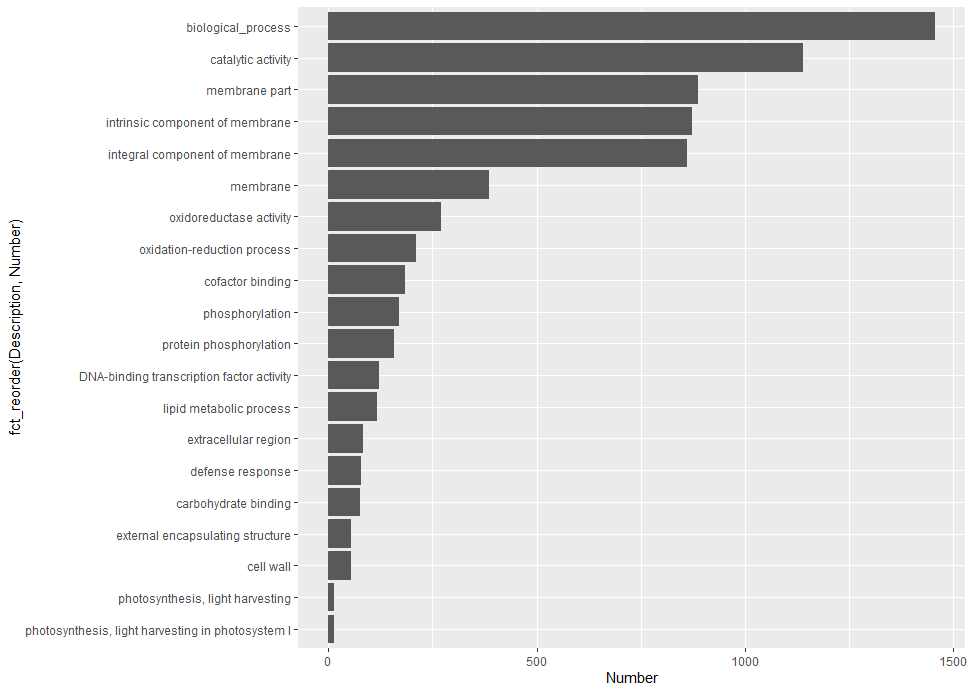 biological_process
catalytic activity
membrane part
intrinsic component of membrane
integral component of membrane
membrane
oxidoreductase activity
oxidation-reduction process
cofactor binding
phosphorylation
protein phosphorylation
DNA-binding transcription factor activity
lipid metabolic process
extracellular region
defense response
carbohydrate binding
external encapsulating structure
cell wall
photosynthesis, light harvesting
photosynthesis, light harvesting in photosystem I
fct_reorder(Description, Number)
0 500 1000 1500
Number